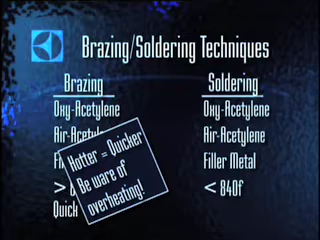 Brazing/Soldering Techniques
Brazing
Oxy-Acetylene
Air-Acetyl
>
Quick
Soldering
Oxy-Acetylene
Air-Acetylene
Filler Metal
< 840f
Hotter = Quicker
Be ware of
overheating!